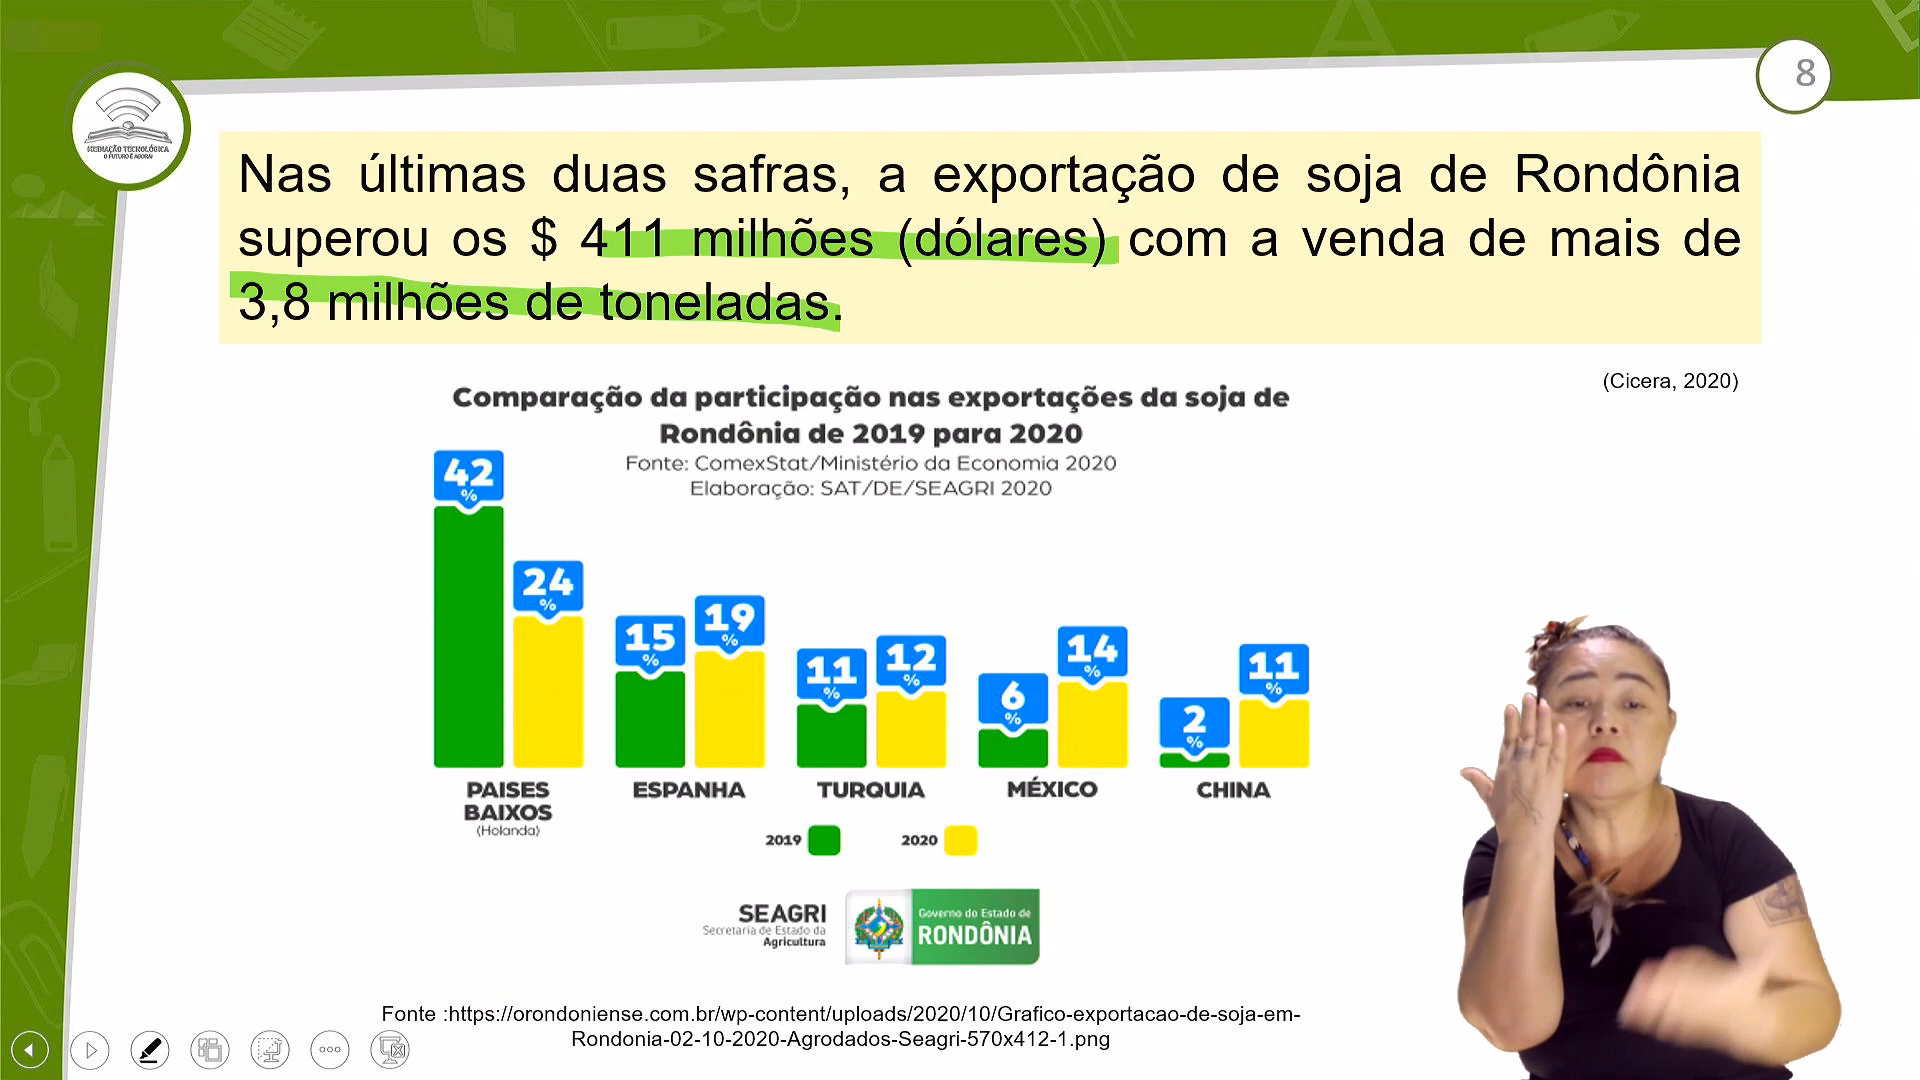 8
MEDIAÇÃO TECNOLÓGICA
O FUTURO É AGORA!
Nas últimas duas safras, a exportação de soja de Rondônia
superou os $ 411 milhões (dólares) com a venda de mais de
3,8 milhões de toneladas.
(Cicera, 2020)
Comparação da participação nas exportações da soja de
Rondônia de 2019 para 2020
Fonte: ComexStat/Ministério da Economia 2020
Elaboração: SAT/DE/SEAGRI 2020
42 %
24 %
15 %
19 %
11 %
12 %
6 %
14 %
2 %
11 %
PAISES BAIXOS (Holanda)
ESPANHA
TURQUIA
MÉXICO
CHINA
2019
2020
SEAGRI
Secretaria de Estado da
Agricultura
Governo do Estado de
RONDÔNIA
Fonte :https://orondoniense.com.br/wp-content/uploads/2020/10/Grafico-exportacao-de-soja-em-
Rondonia-02-10-2020-Agrodados-Seagri-570x412-1.png